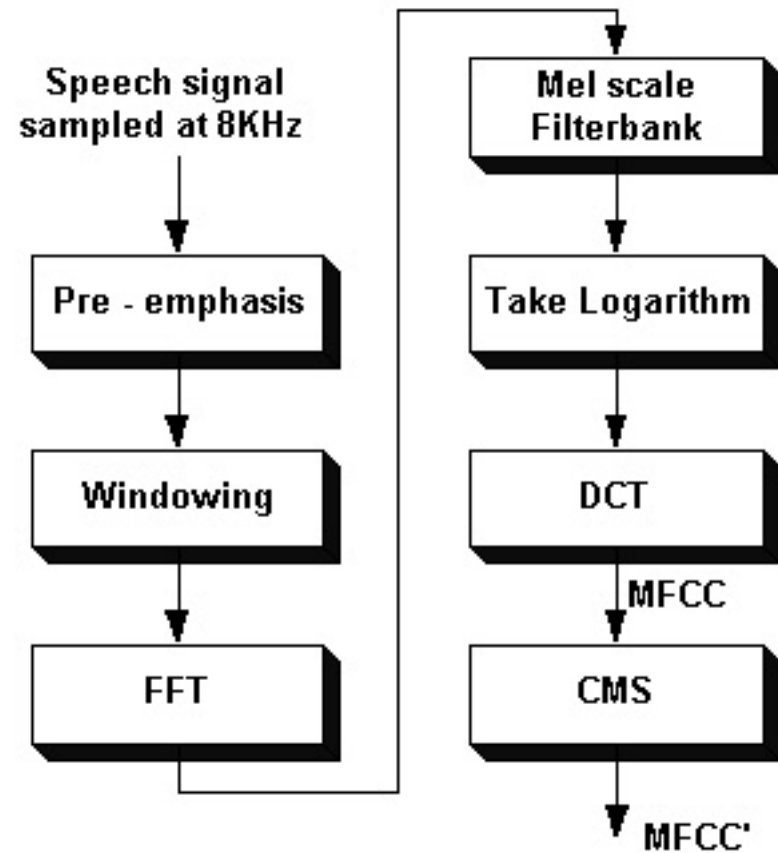 Speech signal
sampled at 8KHz
Pre - emphasis
Windowing
FFT
Mel scale
Filterbank
Take Logarithm
DCT
MFCC
CMS
MFCC'